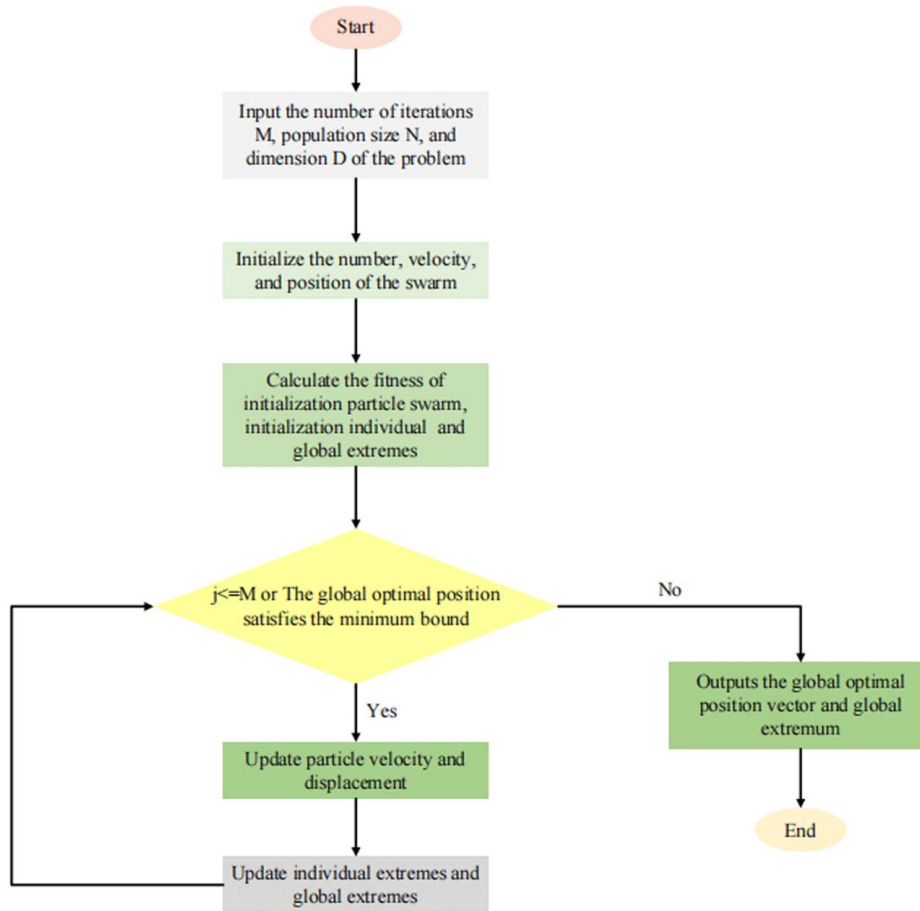 Start
Input the number of iterations
M, population size N, and
dimension D of the problem
Initialize the number, velocity,
and position of the swarm
Calculate the fitness of
initialization particle swarm,
initialization individual and
global extremes
j<=M or The global optimal position
satisfies the minimum bound
No
Yes
Outputs the global optimal
position vector and global
extremum
Update particle velocity and
displacement
End
Update individual extremes and
global extremes